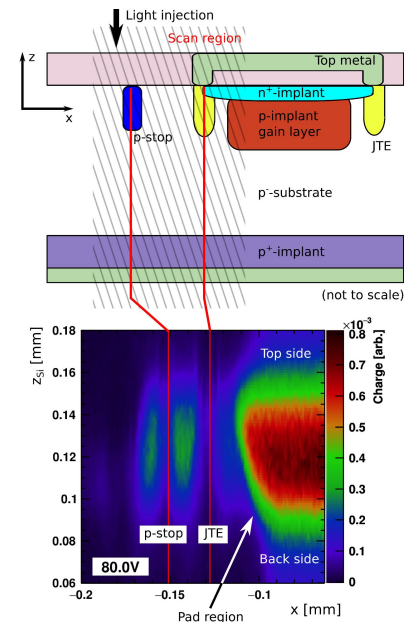 Light injection
Scan region
z
Top metal
n⁺-implant
p-implant
gain layer
x
p-stop
JTE
p⁻-substrate
p⁺-implant
(not to scale)
0.18
0.16
0.14
0.12
0.1
0.08
0.06
z_Si [mm]
Top side
p-stop
JTE
80.0V
Back side
−0.2
−0.15
−0.1
x [mm]
Pad region
×10⁻³
0.8
0.7
0.6
0.5
0.4
0.3
0.2
0.1
0
Charge [arb.]